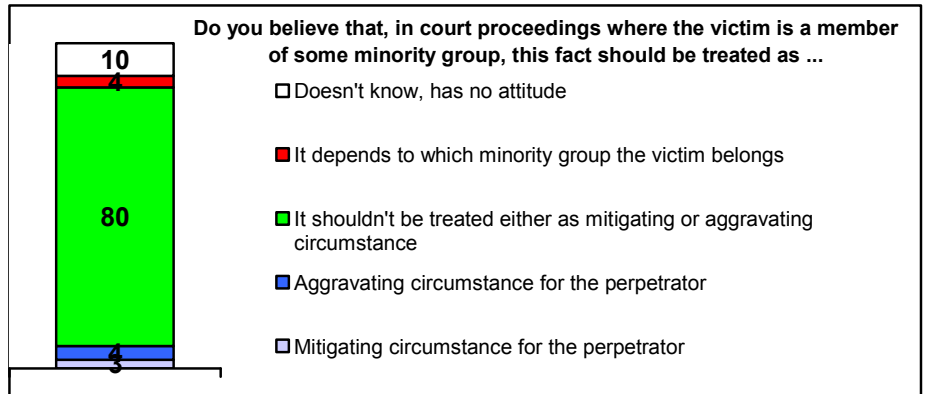 Do you believe that, in court proceedings where the victim is a member
of some minority group, this fact should be treated as ...
10
4
80
4
3
Doesn't know, has no attitude
It depends to which minority group the victim belongs
It shouldn't be treated either as mitigating or aggravating
circumstance
Aggravating circumstance for the perpetrator
Mitigating circumstance for the perpetrator